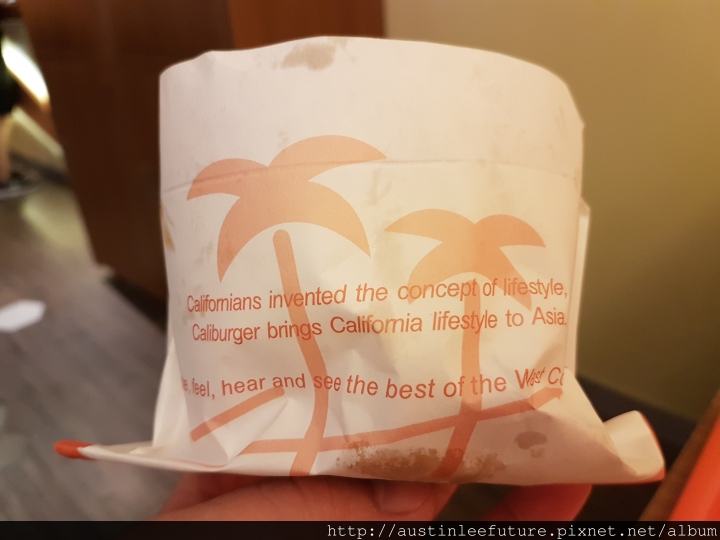 Californians invented the concept of lifestyle,
Caliburger brings California lifestyle to Asia.
feel, hear and see the best of the West
http://austinleefuture.pixnet.net/album